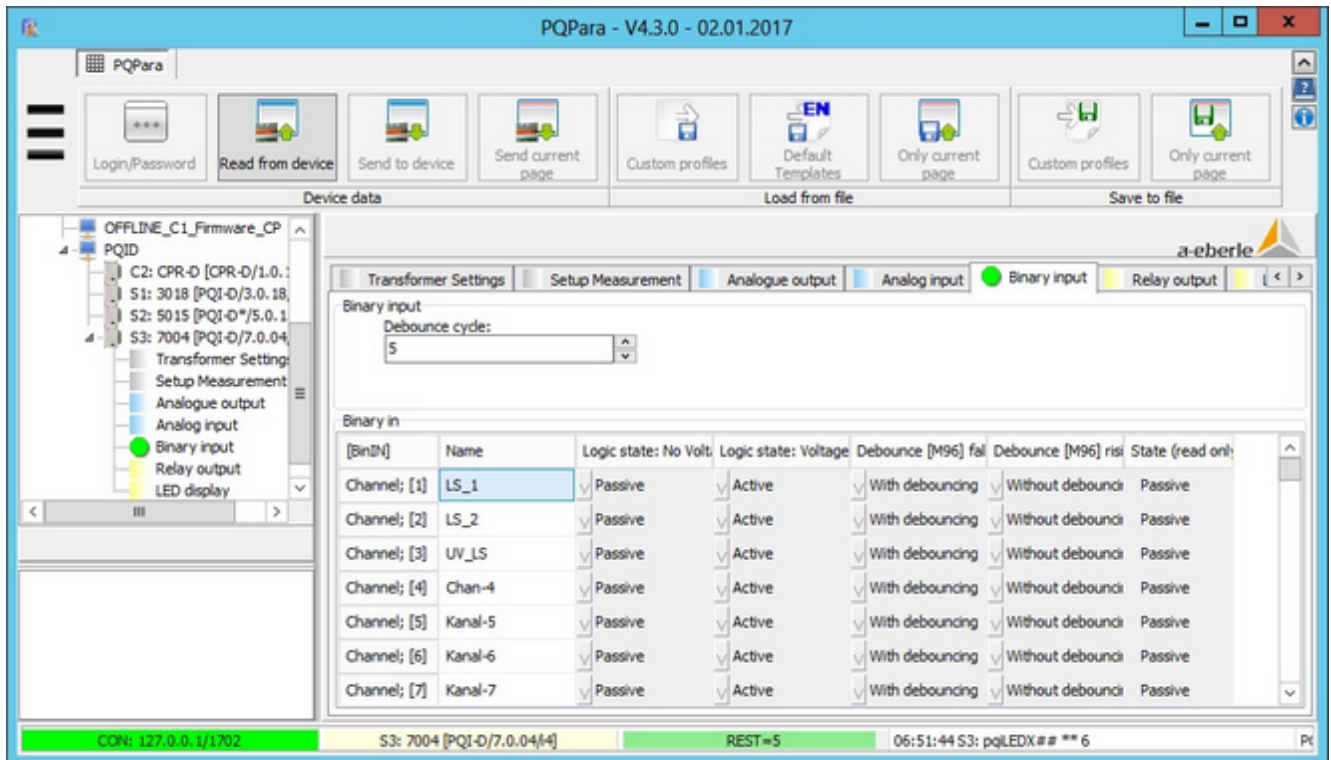 PQPara - V4.3.0 - 02.01.2017
PQPara
Login/Password
Read from device
Send to device
Send current page
Custom profiles
EN
Default Templates
Only current page
Custom profiles
Only current page
Device data
Load from file
Save to file
OFFLINE_C1_Firmware_CP
PQID
C2: CPR-D [CPR-D/1.0.1
S1: 3018 [PQI-D/3.0.18,
S2: 5015 [PQI-D*/5.0.1
S3: 7004 [PQI-D/7.0.04,
Transformer Settings
Setup Measurement
Analogue output
Analog input
Binary input
Relay output
LED display
a-eberle
Transformer Settings Setup Measurement Analogue output Analog input Binary input Relay output
Binary input
Debounce cycle:
5
Binary in
[BinIN] Name Logic state: No Volt Logic state: Voltage Debounce [M96] fal Debounce [M96] risi State (read only
Channel; [1] LS_1 Passive Active With debouncing Without debounci Passive
Channel; [2] LS_2 Passive Active With debouncing Without debounci Passive
Channel; [3] UV_LS Passive Active With debouncing Without debounci Passive
Channel; [4] Chan-4 Passive Active With debouncing Without debounci Passive
Channel; [5] Kanal-5 Passive Active With debouncing Without debounci Passive
Channel; [6] Kanal-6 Passive Active With debouncing Without debounci Passive
Channel; [7] Kanal-7 Passive Active With debouncing Without debounci Passive
CON: 127.0.0.1/1702 S3: 7004 [PQI-D/7.0.04/i4] REST=5 06:51:44 S3: pqiLEDX## ** 6